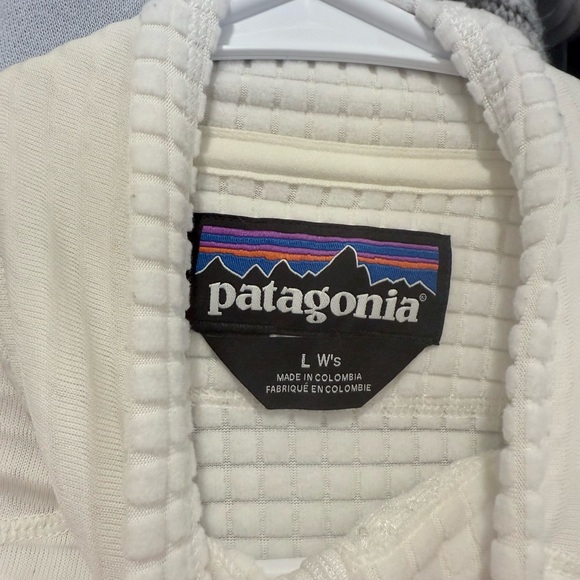 patagonia®
L W's
MADE IN COLOMBIA
FABRIQUÉ EN COLOMBIE